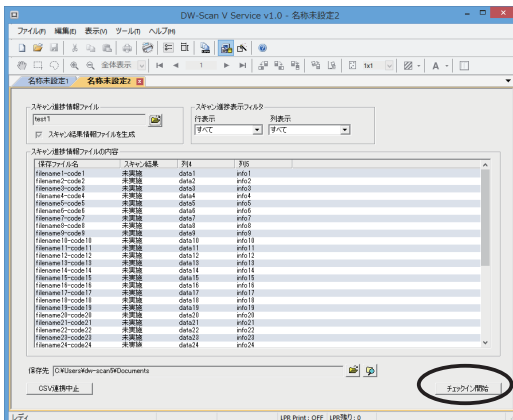 DW-Scan V Service v1.0 - 名称未設定2
ファイル(F) 編集(E) 表示(V) ツール(T) ヘルプ(H)
全体表示 1 1x1 A
名称未設定1 名称未設定2
スキャン進捗情報ファイル スキャン進捗表示フィルタ
test1 行表示 列表示
スキャン結果情報ファイルを生成 すべて すべて
スキャン進捗情報ファイルの内容
保存ファイル名 スキャン結果 列4 列5
filename1-code1 未実施 data1 info1
filename2-code2 未実施 data2 info2
filename3-code3 未実施 data3 info3
filename4-code4 未実施 data4 info4
filename5-code5 未実施 data5 info5
filename6-code6 未実施 data6 info6
filename7-code7 未実施 data7 info7
filename8-code8 未実施 data8 info8
filename9-code9 未実施 data9 info9
filename10-code10 未実施 data10 info10
filename11-code11 未実施 data11 info11
filename12-code12 未実施 data12 info12
filename13-code13 未実施 data13 info13
filename14-code14 未実施 data14 info14
filename15-code15 未実施 data15 info15
filename16-code16 未実施 data16 info16
filename17-code17 未実施 data17 info17
filename18-code18 未実施 data18 info18
filename19-code19 未実施 data19 info19
filename20-code20 未実施 data20 info20
filename21-code21 未実施 data21 info21
filename22-code22 未実施 data22 info22
filename23-code23 未実施 data23 info23
filename24-code24 未実施 data24 info24
保存先 C:¥Users¥dw-scan5¥Documents
CSV連携中止 チェックイン開始
レディ LPR Print : OFF LPR残り : 0